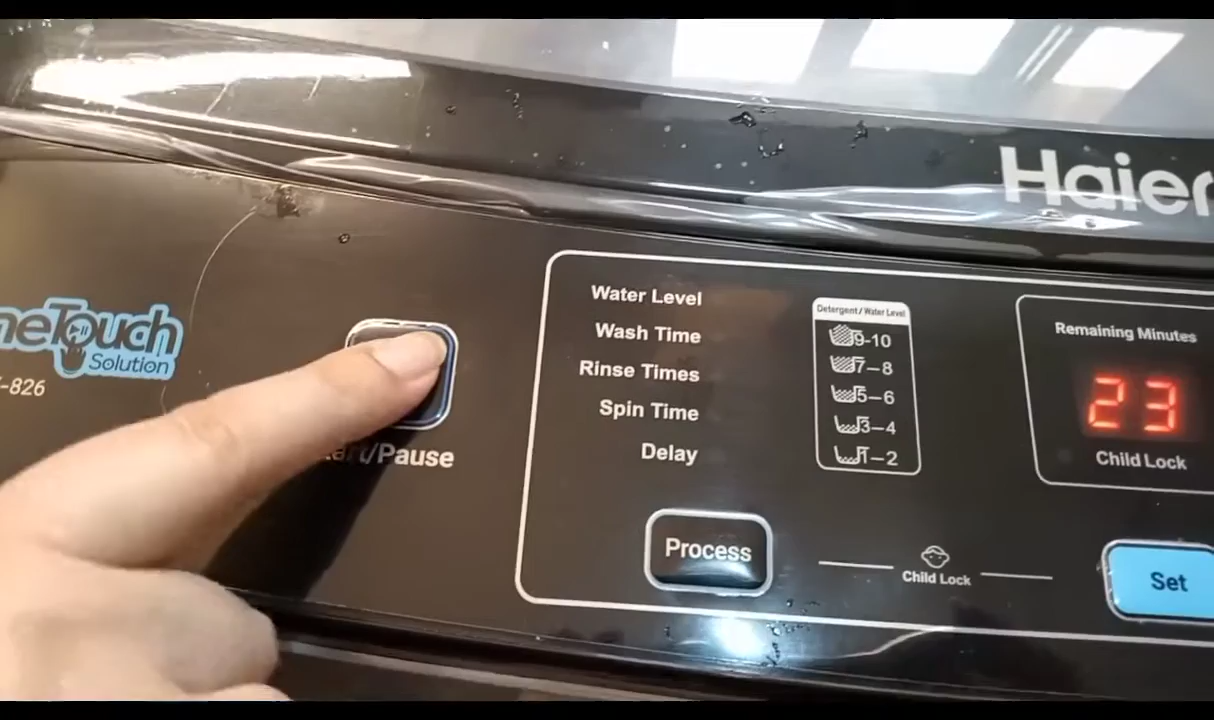 Haier
neTouch
Solution
-826
art/Pause
Water Level
Wash Time
Rinse Times
Spin Time
Delay
Process
Detergent/Water Level
9-10
7-8
5-6
3-4
1-2
Child Lock
Remaining Minutes
23
Child Lock
Set